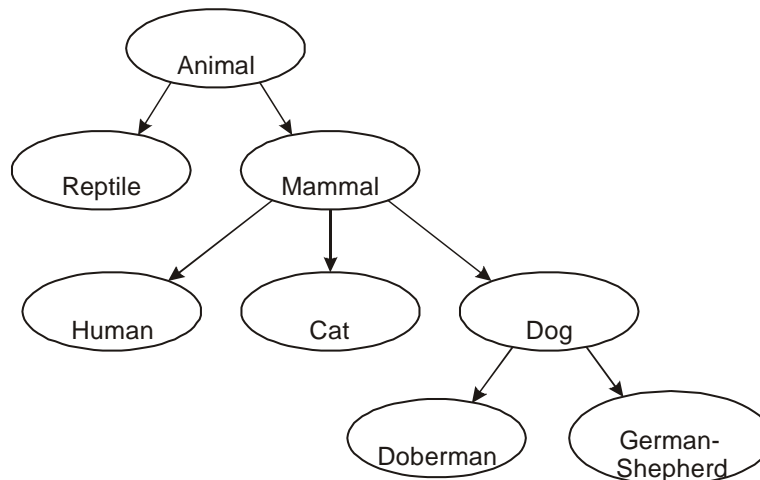 Animal
Reptile
Mammal
Human
Cat
Dog
Doberman
German-
Shepherd